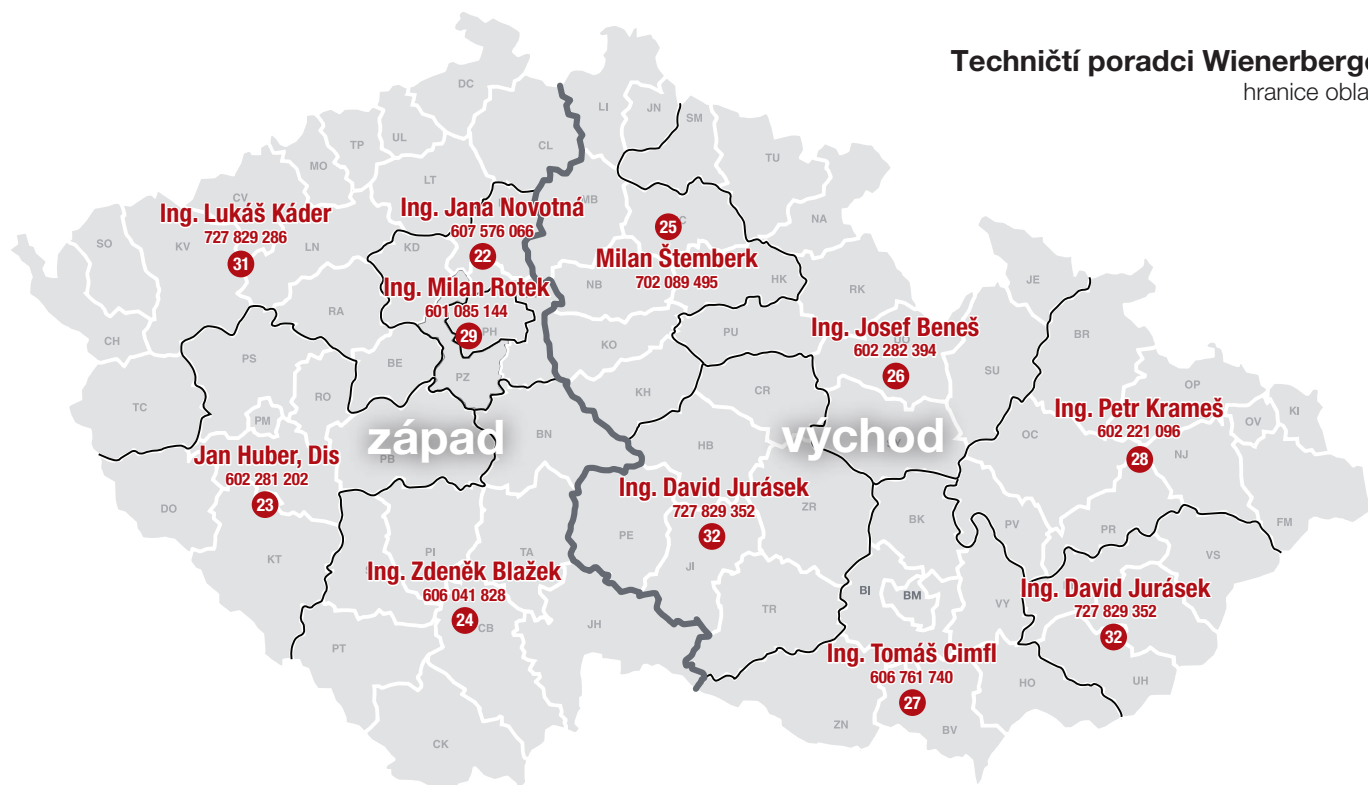 Techničtí poradci Wienerberge
hranice obla
DC
LI
JN
SM
TP
UL
CL
TU
MO
LT
CV
MB
NA
Ing. Lukáš Káder
727 829 286
31
Ing. Jana Novotná
607 576 066
22
25
Milan Štemberk
702 089 495
SO
KV
LN
KD
NB
HK
RK
JE
Ing. Milan Rotek
601 085 144
29
PH
RA
CH
BE
PZ
KO
PU
BR
Ing. Josef Beneš
602 282 394
26
PS
RO
TC
PM
KH
CR
SU
OP
OV
KI
Ing. Petr Krameš
602 221 096
28
západ
východ
BN
HB
OC
NJ
Jan Huber, Dis
602 281 202
23
PB
DO
Ing. David Jurásek
727 829 352
32
ZR
BK
PV
PR
FM
PE
KT
PI
TA
JI
VS
Ing. Zdeněk Blažek
606 041 828
24
CB
BI
BM
VY
TR
JH
PT
Ing. David Jurásek
727 829 352
32
UH
Ing. Tomáš Cimfl
606 761 740
27
HO
ZN
BV
CK